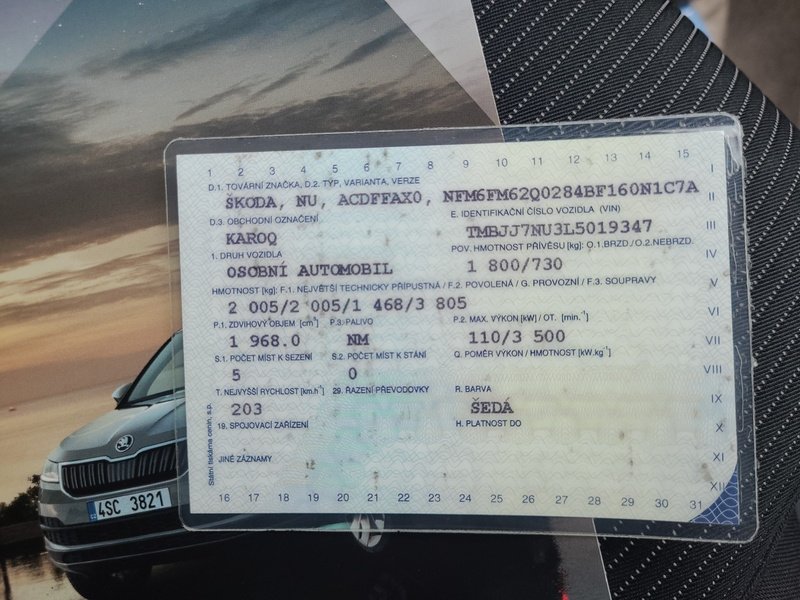 1 2 3 4 5 6 7 8 9 10 11 12 13 14 15
D.1. TOVÁRNÍ ZNAČKA, D.2. TYP, VARIANTA, VERZE
ŠKODA, NU, ACDFFAX0, NFM6FM62Q0284BF160N1C7A
D.3. OBCHODNÍ OZNAČENÍ E. IDENTIFIKAČNÍ ČÍSLO VOZIDLA (VIN)
KAROQ TMBJJ7NU3L5019347
1. DRUH VOZIDLA POV. HMOTNOST PŘÍVĚSU [kg]: O.1.BRZD./O.2.NEBRZD.
OSOBNÍ AUTOMOBIL 1 800/730
HMOTNOST [kg]: F.1. NEJVĚTŠÍ TECHNICKY PŘÍPUSTNÁ / F.2. POVOLENÁ / G. PROVOZNÍ / F.3. SOUPRAVY
2 005/2 005/1 468/3 805
P.1. ZDVIHOVÝ OBJEM [cm³] P.3. PALIVO P.2. MAX. VÝKON [kW] / OT. [min.⁻¹]
1 968.0 NM 110/3 500
S.1. POČET MÍST K SEZENÍ S.2. POČET MÍST K STÁNÍ Q. POMĚR VÝKON / HMOTNOST [kW.kg⁻¹]
5 0
T. NEJVYŠŠÍ RYCHLOST [km.h⁻¹] 29. ŘAZENÍ PŘEVODOVKY R. BARVA
203 ŠEDÁ
19. SPOJOVACÍ ZAŘÍZENÍ H. PLATNOST DO
JINÉ ZÁZNAMY
16 17 18 19 20 21 22 23 24 25 26 27 28 29 30 31
I
II
III
IV
V
VI
VII
VIII
IX
X
XI
XII
Státní tiskárna cenin, s.p.
4SC 3821